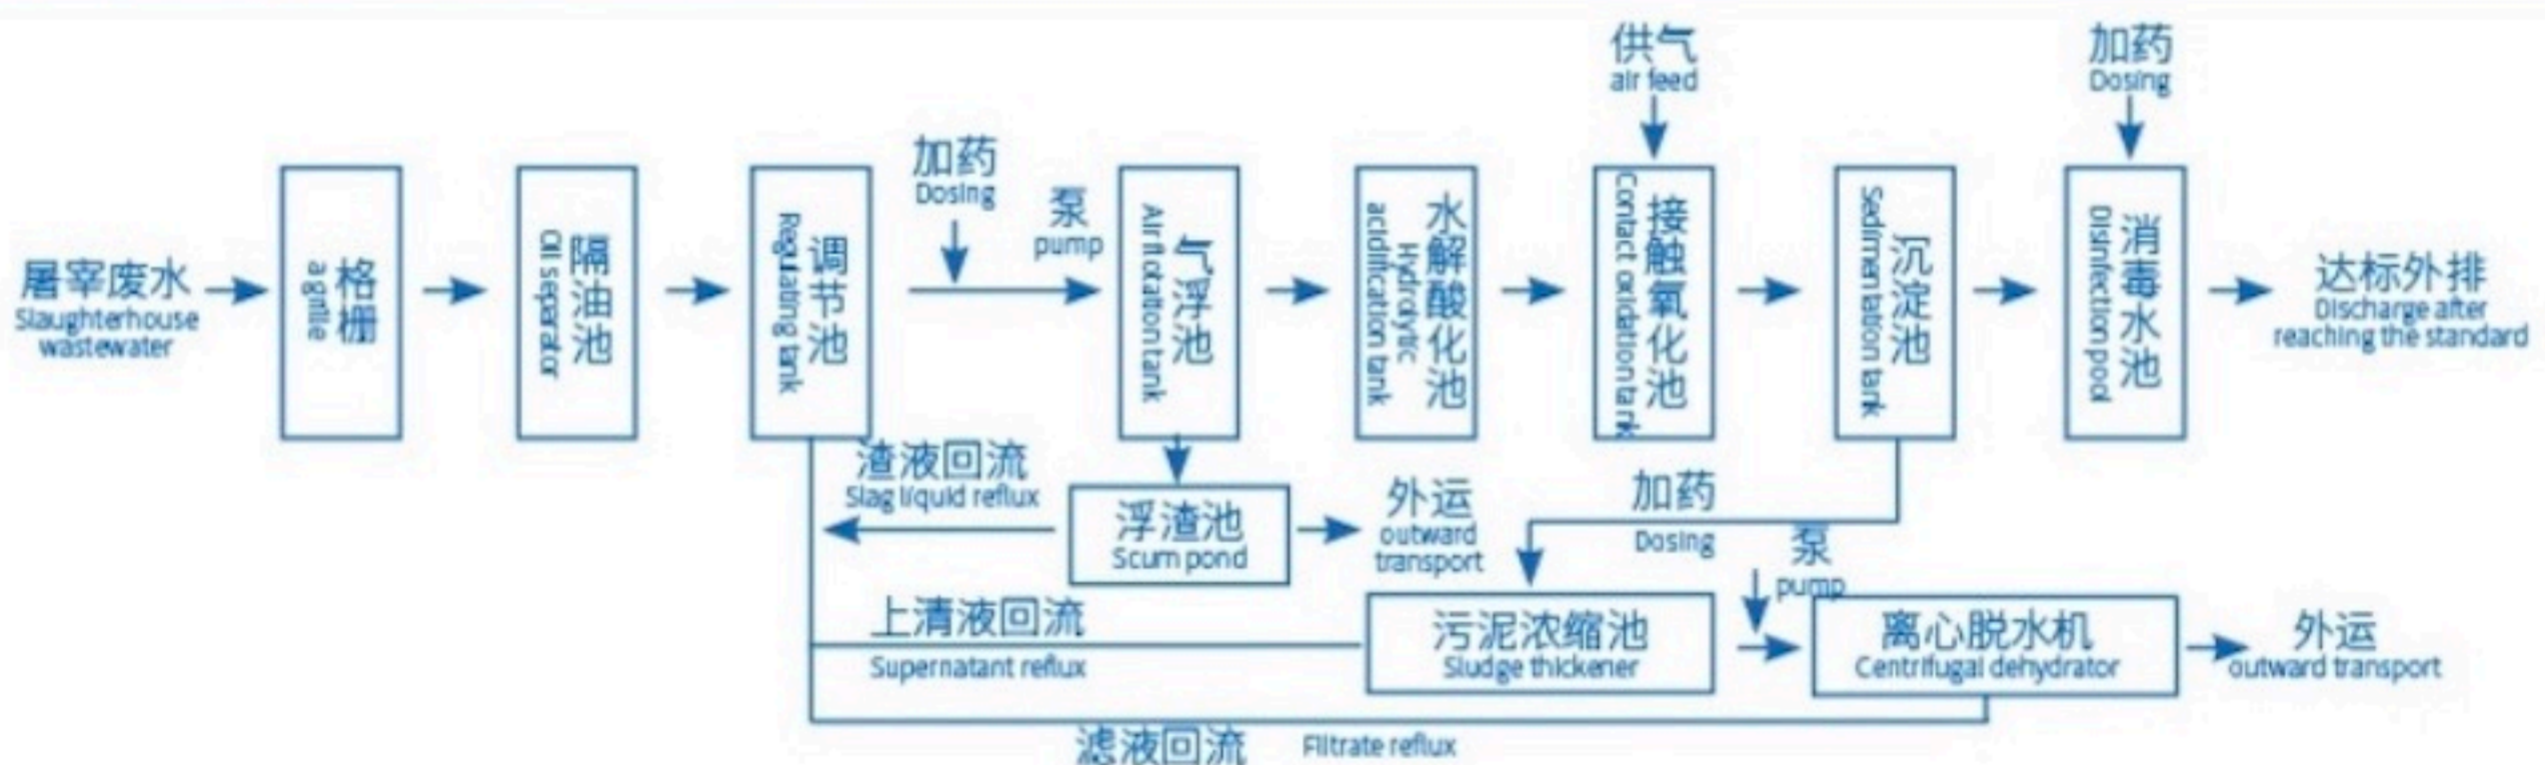 屠宰废水
Slaughterhouse
wastewater
格栅
agrille
隔油池
Oil separator
调节池
Regulating tank
加药
Dosing
泵
pump
气浮池
Air flotation tank
水解酸化池
Hydrolytic
acidification tank
供气
air feed
接触氧化池
Contact oxidation tank
沉淀池
Sedimentation tank
加药
Dosing
消毒水池
Disinfection pool
达标外排
Discharge after
reaching the standard
渣液回流
Slag liquid reflux
浮渣池
Scum pond
外运
outward
transport
加药
Dosing
泵
pump
上清液回流
Supernatant reflux
污泥浓缩池
Sludge thickener
离心脱水机
Centrifugal dehydrator
外运
outward transport
滤液回流 Filtrate reflux